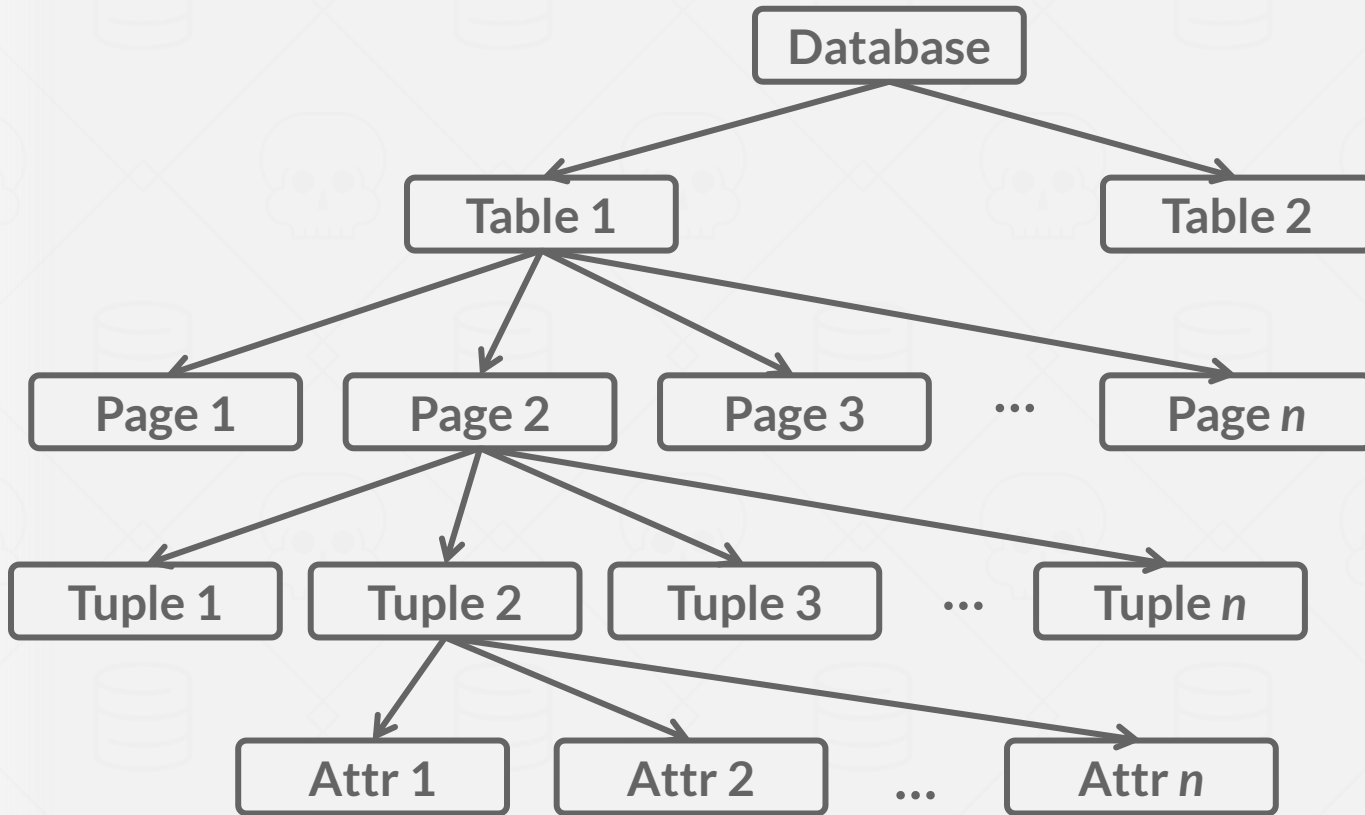 Database
Table 1
Table 2
Page 1
Page 2
Page 3
...
Page n
Tuple 1
Tuple 2
Tuple 3
...
Tuple n
Attr 1
Attr 2
...
Attr n